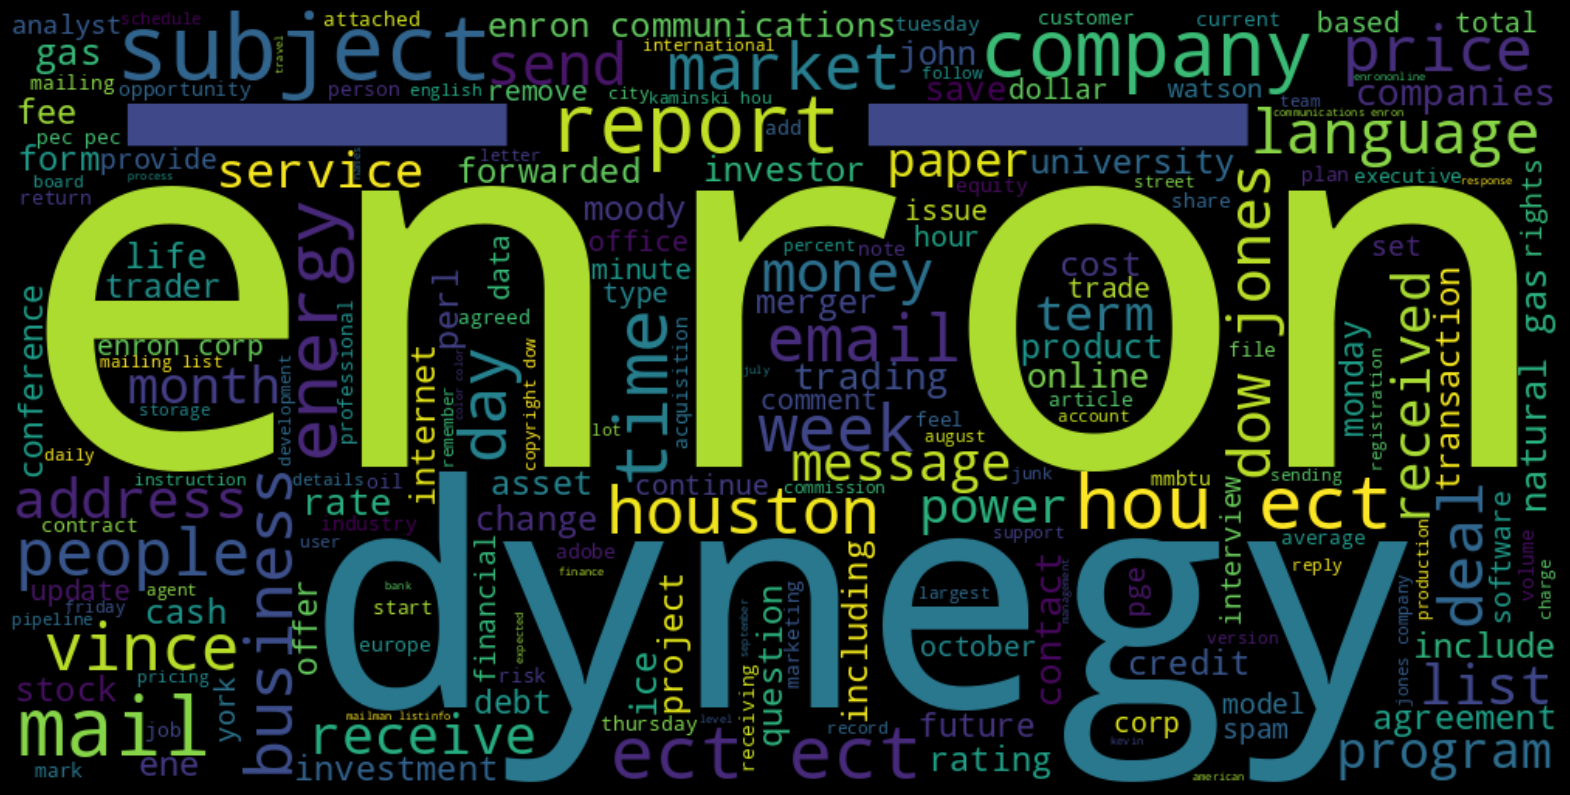 analyst
schedule
attached
enron communications
tuesday
customer
current
based
total
gas
subject
travel
international
john
company
price
mailing
opportunity
person
english
send
remove
market
follow
save
dollar
watson
enrononline
companies
city
kaminski hou
team
communications enron
fee
pec pec
report
add
language
form
provide
service
letter
forwarded
investor
paper
university
board
process
return
equity
street
share
plan
executive
response
enron
dynegy
life
trader
energy
moody
office
issue
hour
percent
note
minute
type
data
money
merger
cost
trade
term
product
online
article
account
set
dow jones
natural gas rights
conference
enron corp
mailing list
month
storage
professional
perl
agreed
internet
day
remember
color color
copyright dow
time
acquisition
email
trading
july
comment
week
feel
august
file
monday
registration
received
transaction
daily
development
lot
message
junk
mmbtu
sending
address
instruction
details
oil
asset
continue
commission
contract
rate
industry
change
houston
power
hou ect
support
interview
average
reply
deal
production
software
volume
charge
people
business
user
adobe
finance
update
agent
friday
pipeline
cash
offer
bank
start
europe
financial
expected
project
september
question
marketing
including
largest
october
contact
management
pge
version
credit
jones company
include
vince
stock
pricing
york
risk
debt
ice
receiving
list
mail
job
mailman listinfo
receive
thursday
level
record
future
corp
kevin
model
spam
agreement
mark
ene
investment
ect ect
rating
american
program